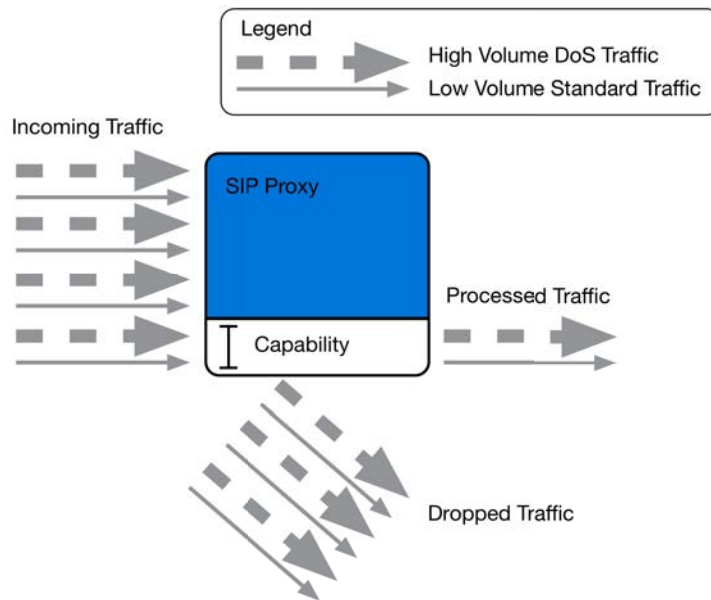 Legend
High Volume DoS Traffic
Low Volume Standard Traffic
Incoming Traffic
SIP Proxy
Processed Traffic
Capability
Dropped Traffic